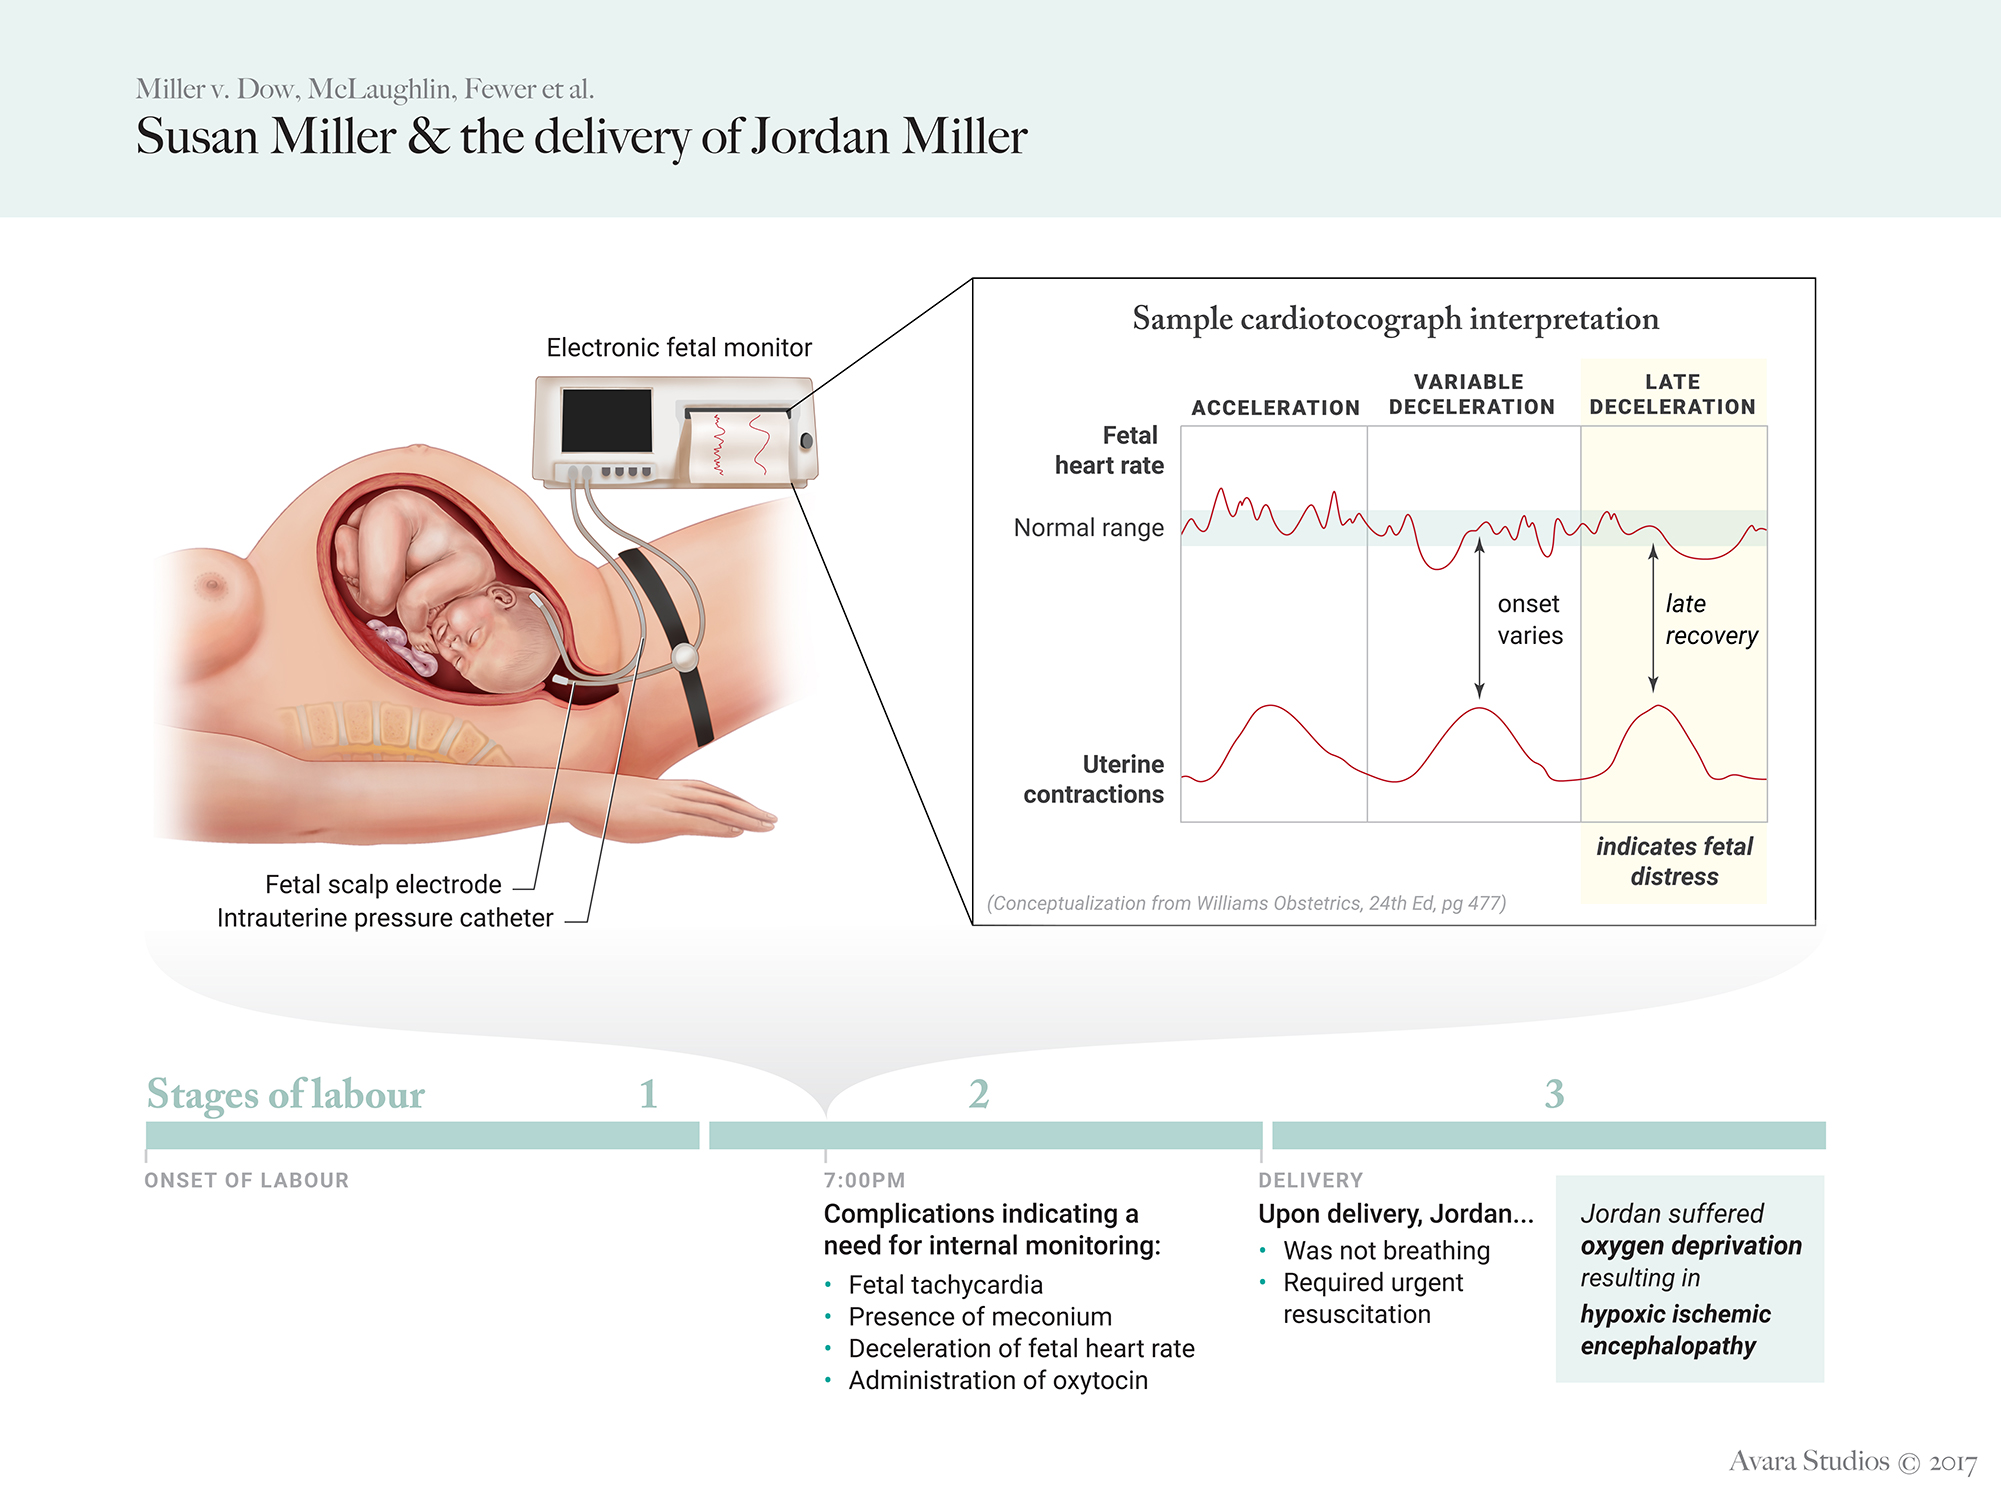 Miller v. Dow, McLaughlin, Fewer et al.
Susan Miller & the delivery of Jordan Miller
Electronic fetal monitor
Fetal scalp electrode
Intrauterine pressure catheter
Sample cardiotocograph interpretation
ACCELERATION
VARIABLE
DECELERATION
LATE
DECELERATION
Fetal
heart rate
Normal range
onset
varies
late
recovery
Uterine
contractions
indicates fetal
distress
(Conceptualization from Williams Obstetrics, 24th Ed, pg 477)
Stages of labour
1
2
3
ONSET OF LABOUR
7:00PM
Complications indicating a
need for internal monitoring:
• Fetal tachycardia
• Presence of meconium
• Deceleration of fetal heart rate
• Administration of oxytocin
DELIVERY
Upon delivery, Jordan...
• Was not breathing
• Required urgent
resuscitation
Jordan suffered
oxygen deprivation
resulting in
hypoxic ischemic
encephalopathy
Avara Studios © 2017